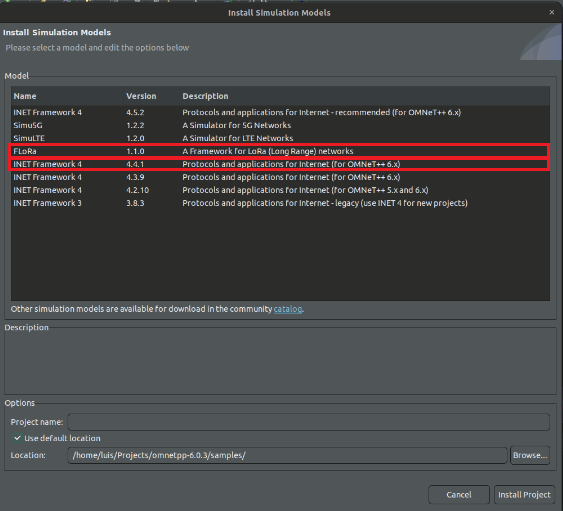 Install Simulation Models
×
Install Simulation Models
Please select a model and edit the options below
Model
Name Version Description
INET Framework 4 4.5.2 Protocols and applications for Internet - recommended (for OMNeT++ 6.x)
Simu5G 1.2.2 A Simulator for 5G Networks
SimuLTE 1.2.0 A Simulator for LTE Networks
FLoRa 1.1.0 A Framework for LoRa (Long Range) networks
INET Framework 4 4.4.1 Protocols and applications for Internet (for OMNeT++ 6.x)
INET Framework 4 4.3.9 Protocols and applications for Internet (for OMNeT++ 6.x)
INET Framework 4 4.2.10 Protocols and applications for Internet (for OMNeT++ 5.x and 6.x)
INET Framework 3 3.8.3 Protocols and applications for Internet - legacy (use INET 4 for new projects)
Other simulation models are available for download in the community catalog.
Description
Options
Project name:
Use default location
Location: /home/luis/Projects/omnetpp-6.0.3/samples/ Browse...
Cancel Install Project